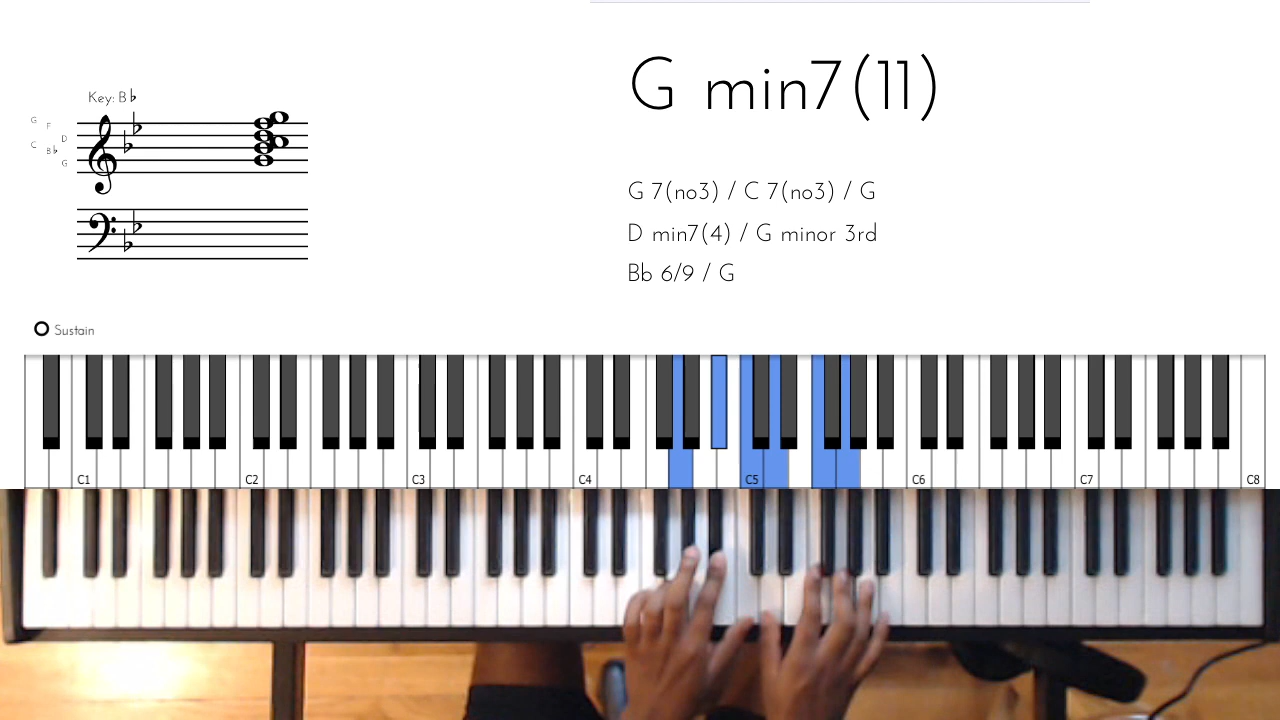 G min7(11)
Key: B♭
G
F
D
C
B♭
G
G 7(no3) / C 7(no3) / G
D min7(4) / G minor 3rd
Bb 6/9 / G
Sustain
C1 C2 C3 C4 C5 C6 C7 C8